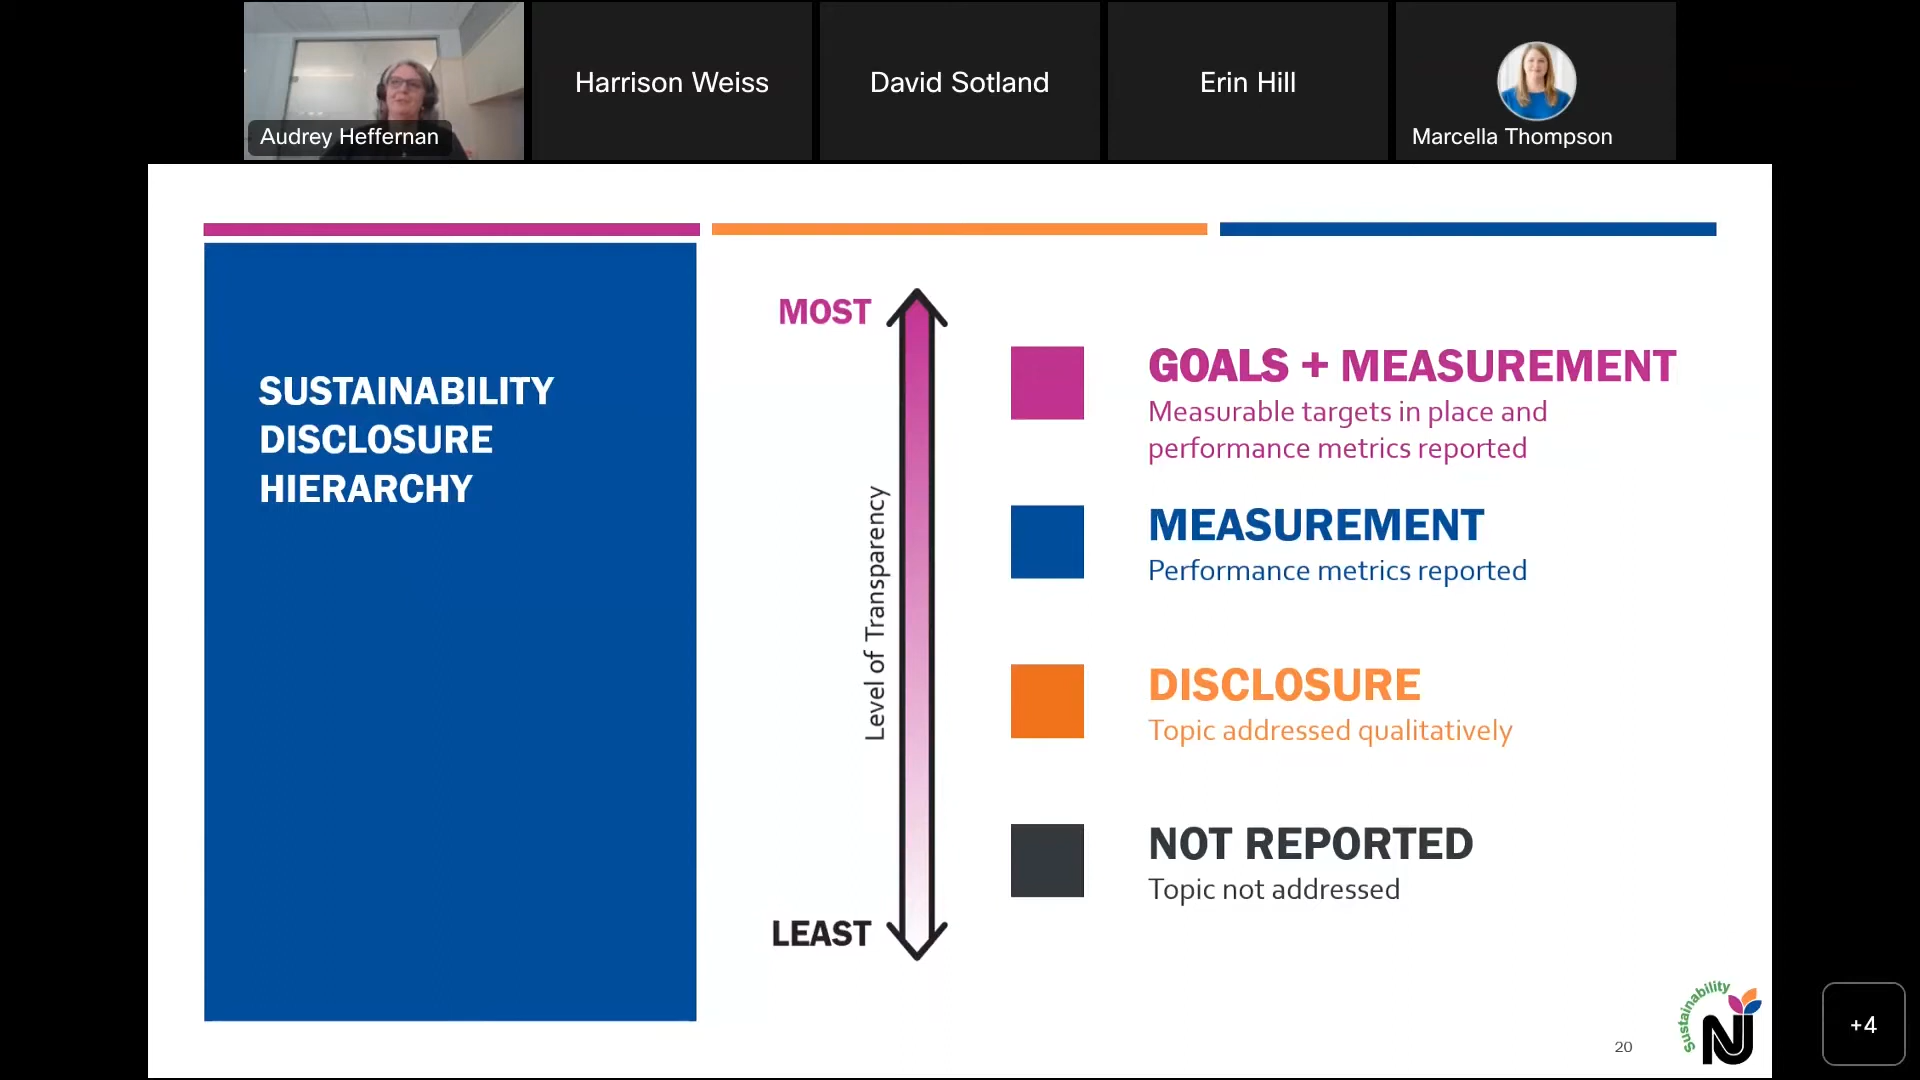 Audrey Heffernan
Harrison Weiss
David Sotland
Erin Hill
Marcella Thompson
SUSTAINABILITY
DISCLOSURE
HIERARCHY
MOST
Level of Transparency
LEAST
GOALS + MEASUREMENT
Measurable targets in place and
performance metrics reported
MEASUREMENT
Performance metrics reported
DISCLOSURE
Topic addressed qualitatively
NOT REPORTED
Topic not addressed
20
Sustainability
N
+4